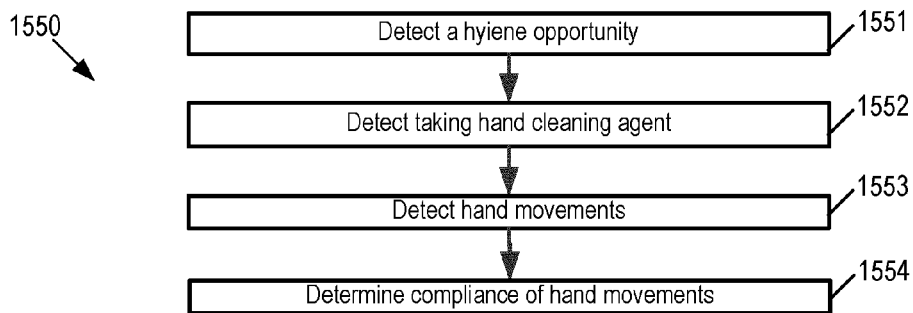 1550
Detect a hyiene opportunity
1551
Detect taking hand cleaning agent
1552
Detect hand movements
1553
Determine compliance of hand movements
1554